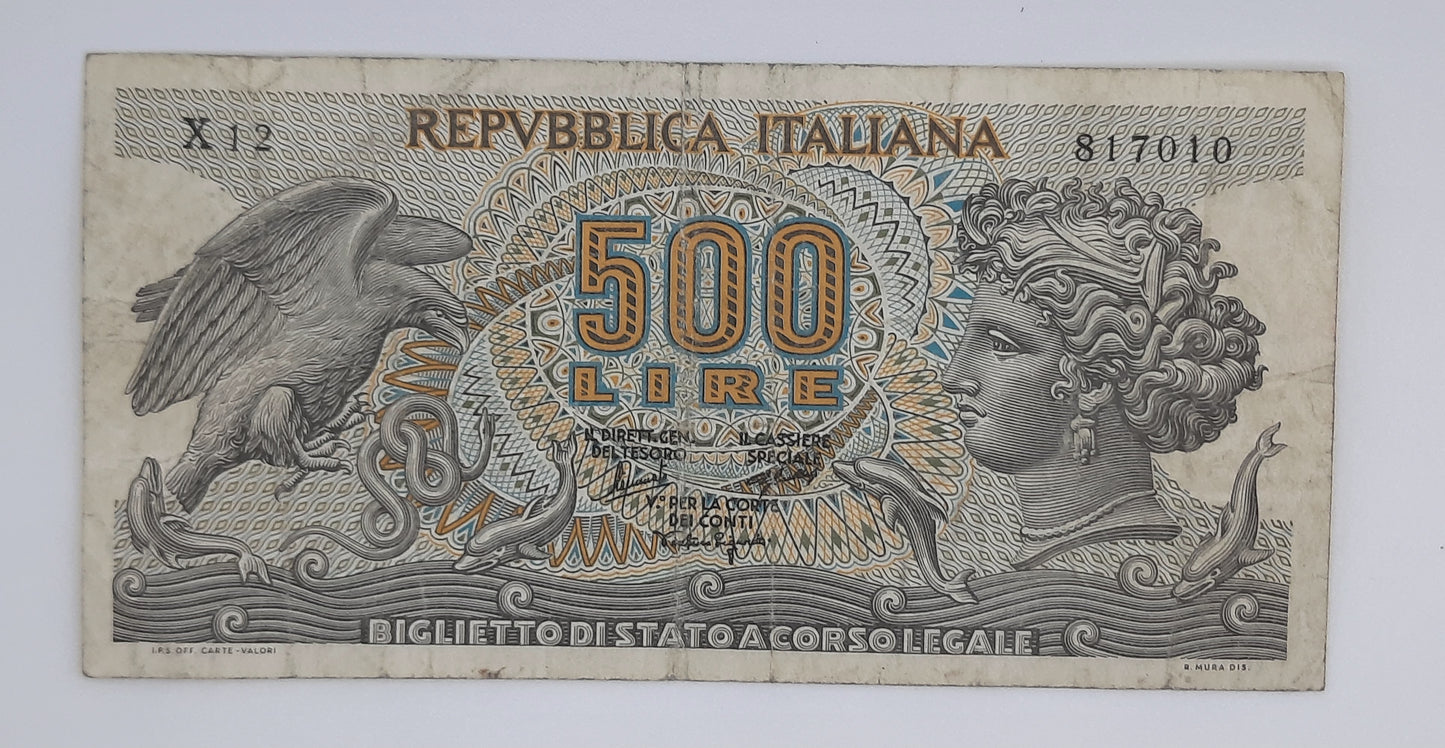 REPVBBLICA ITALIANA
X12
817010
500
LIRE
IL DIRETT. GEN.
DEL TESORO
IL CASSIERE
SPECIALE
V.° PER LA CORTE
DEI CONTI
BIGLIETTO DI STATO A CORSO LEGALE
I.P.S. OFF. CARTE-VALORI
R. MURA DIS.